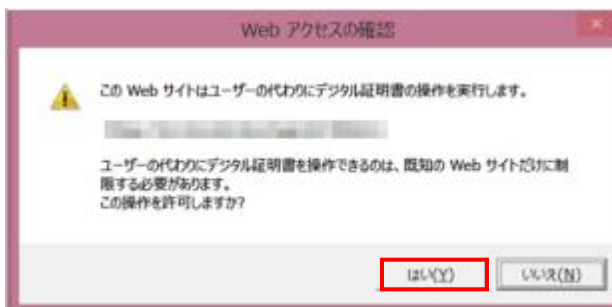 Web アクセスの確認
この Web サイトはユーザーの代わりにデジタル証明書の操作を実行します。
ユーザーの代わりにデジタル証明書を操作できるのは、既知の Web サイトだけに制
限する必要があります。
この操作を許可しますか?
はい(Y)
いいえ(N)